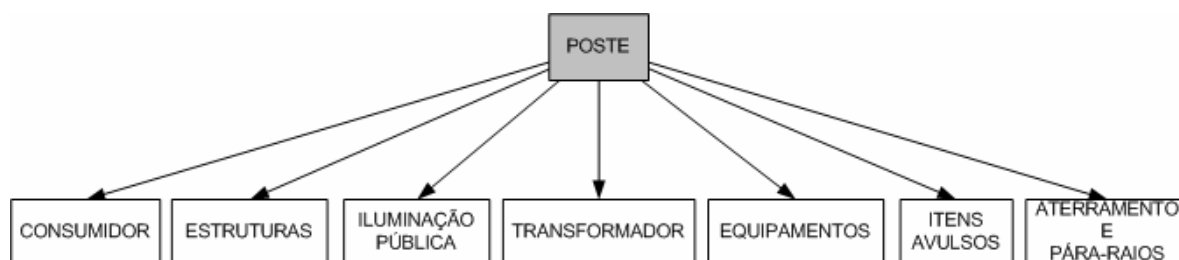 POSTE
CONSUMIDOR
ESTRUTURAS
ILUMINAÇÃO
PÚBLICA
TRANSFORMADOR
EQUIPAMENTOS
ITENS
AVULSOS
ATERRAMENTO
E
PÁRA-RAIOS